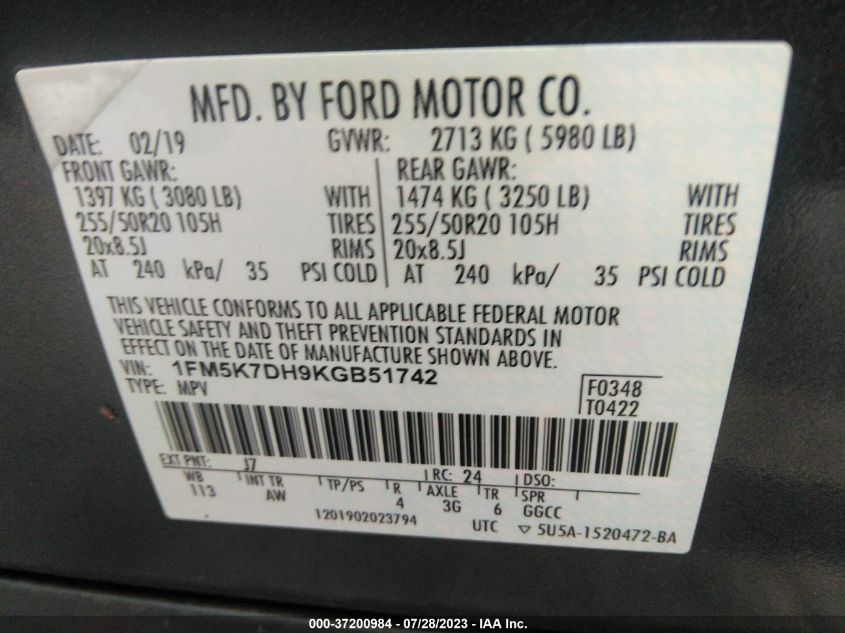 MFD. BY FORD MOTOR CO.
DATE: 02/19 GVWR: 2713 KG ( 5980 LB)
FRONT GAWR: REAR GAWR:
1397 KG ( 3080 LB) WITH 1474 KG ( 3250 LB) WITH
255/50R20 105H TIRES 255/50R20 105H TIRES
20x8.5J RIMS 20x8.5J RIMS
AT 240 kPa/ 35 PSI COLD AT 240 kPa/ 35 PSI COLD
THIS VEHICLE CONFORMS TO ALL APPLICABLE FEDERAL MOTOR
VEHICLE SAFETY AND THEFT PREVENTION STANDARDS IN
EFFECT ON THE DATE OF MANUFACTURE SHOWN ABOVE.
VIN: 1FM5K7DH9KGB51742
TYPE: MPV
F0348
T0422
EXT PNT: J7 RC: 24 DSO:
WB INT TR TP/PS R AXLE TR SPR
113 AW 4 3G 6 GGCC
1201902023794 UTC ▽ 5U5A-1520472-BA
000-37200984 - 07/28/2023 - IAA Inc.